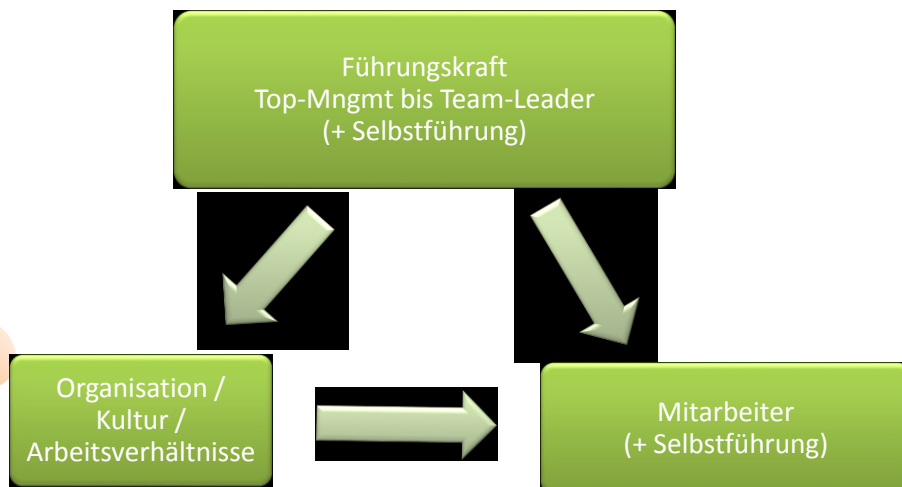 Führungskraft
Top-Mngmt bis Team-Leader
(+ Selbstführung)
Organisation /
Kultur /
Arbeitsverhältnisse
Mitarbeiter
(+ Selbstführung)